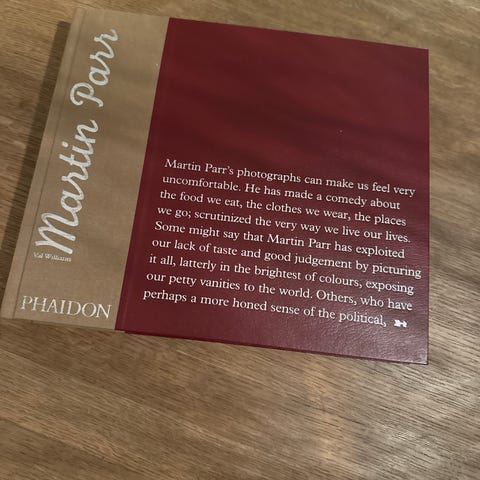 Martin Parr
Val Williams
PHAIDON
Martin Parr's photographs can make us feel very
uncomfortable. He has made a comedy about
the food we eat, the clothes we wear, the places
we go; scrutinized the very way we live our lives.
Some might say that Martin Parr has exploited
our lack of taste and good judgement by picturing
it all, latterly in the brightest of colours, exposing
our petty vanities to the world. Others, who have
perhaps a more honed sense of the political,